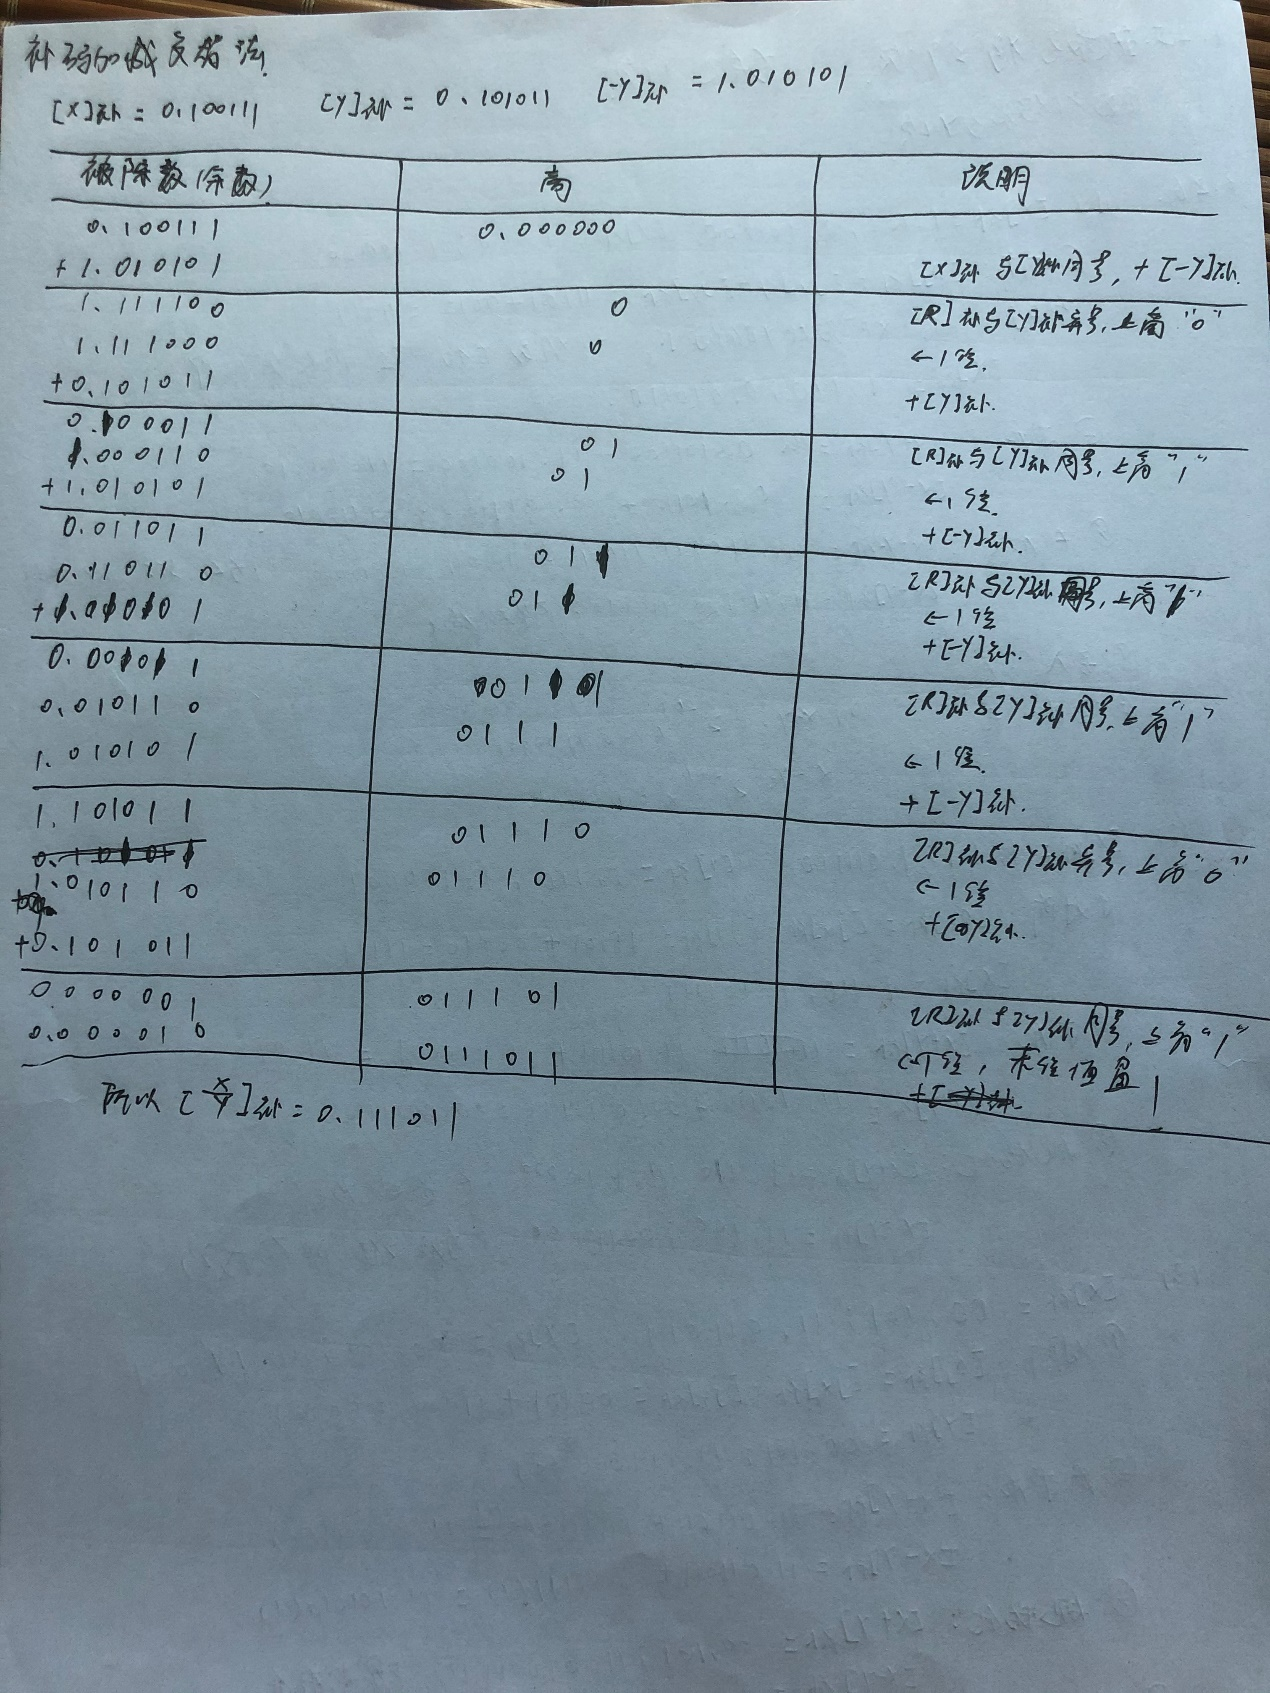 补码加减交替法
[X]补 = 0.100111 [Y]补 = 0.101011 [-Y]补 = 1.010101
被除数(余数) 商 说明
0.100111 0.000000
+1.010101 [X]补与[Y]补同号, +[-Y]补.
1.111100 0 [R]补与[Y]补异号,上商"0"
1.111000 0 ←1位.
+0.101011 +[Y]补.
0.100011 01 [R]补与[Y]补同号,上商"1"
1.000110 01 ←1位.
+1.010101 +[-Y]补.
0.011011 011 [R]补与[Y]补同号,上商"1"
0.110110 011 ←1位
+1.010101 +[-Y]补.
0.001011 0111 [R]补与[Y]补同号,上商"1"
0.010110 0111 ←1位.
1.010101 +[-Y]补.
1.101011 01110 [R]补与[Y]补异号,上商"0"
1.010110 01110 ←1位
+0.101011 +[Y]补.
0.000001 011101 [R]补与[Y]补同号,上商"1"
0.000010 0111011 ←1位,末位恒置1
所以[X/Y]补 = 0.111011